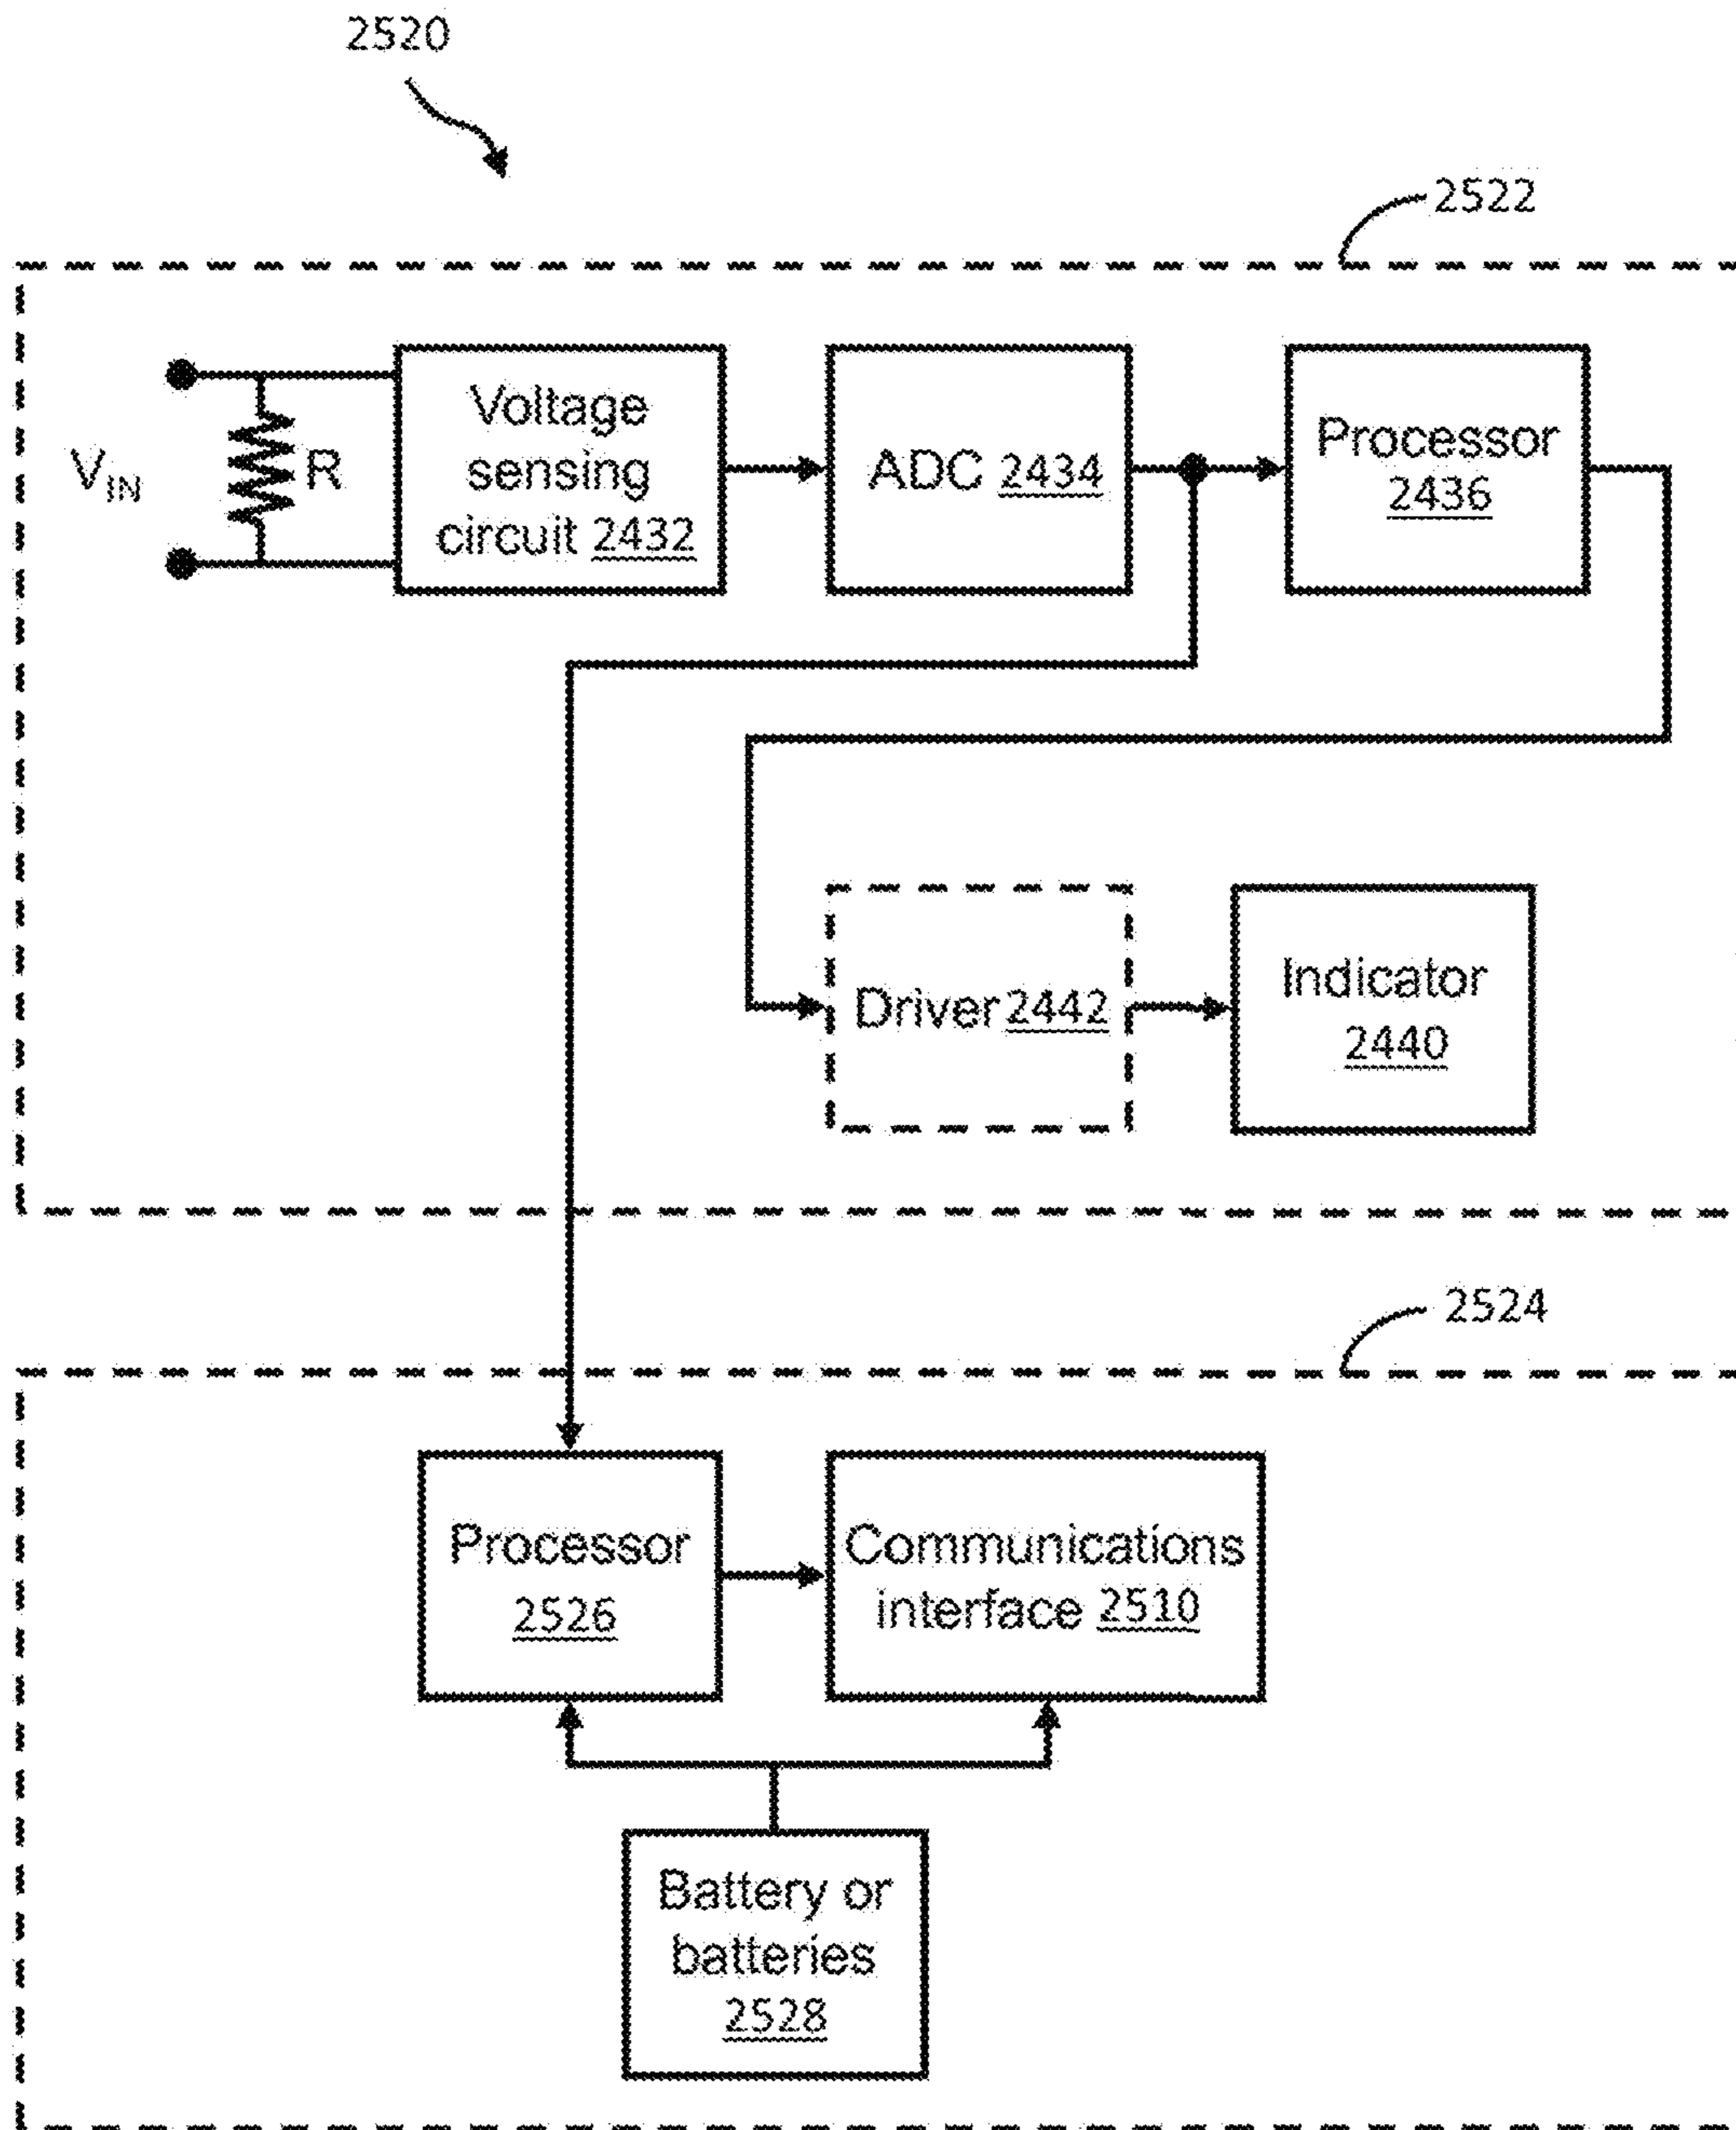 2520
2522
V_IN
R
Voltage
sensing
circuit 2432
ADC 2434
Processor
2436
Driver 2442
Indicator
2440
2524
Processor
2526
Communications
interface 2510
Battery or
batteries
2528